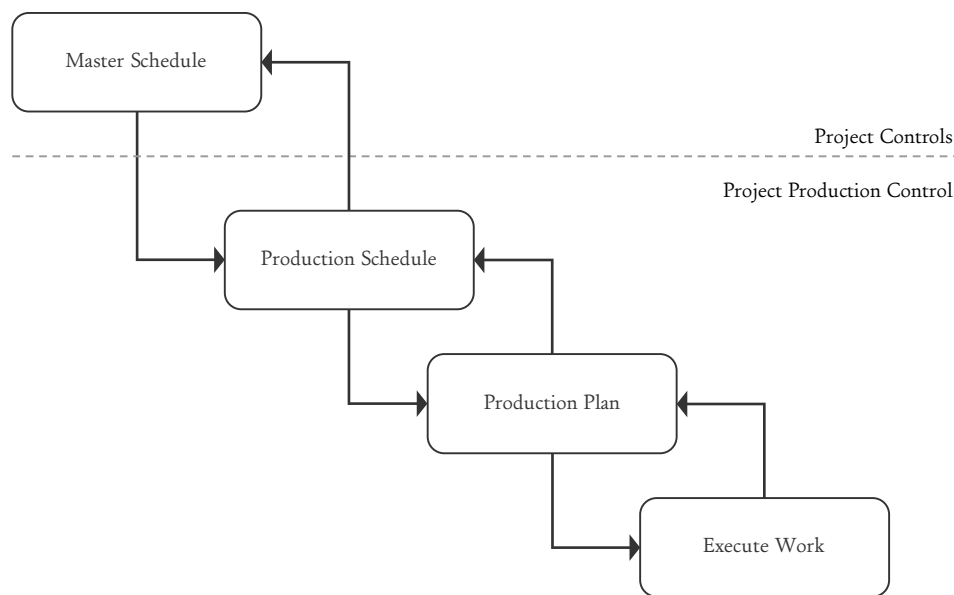 Master Schedule
Project Controls
Project Production Control
Production Schedule
Production Plan
Execute Work